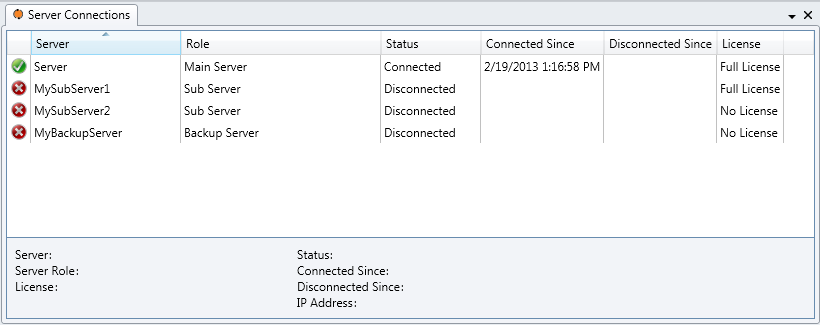 Server Connections
Server Role Status Connected Since Disconnected Since License
Server Main Server Connected 2/19/2013 1:16:58 PM Full License
MySubServer1 Sub Server Disconnected Full License
MySubServer2 Sub Server Disconnected No License
MyBackupServer Backup Server Disconnected No License
Server: Status:
Server Role: Connected Since:
License: Disconnected Since:
IP Address: